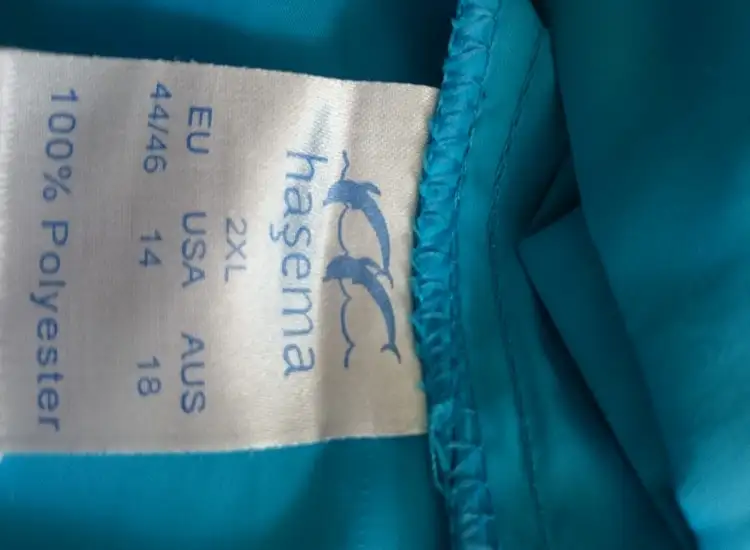 haşema
2XL
EU USA AUS
44/46 14 18
100% Polyester